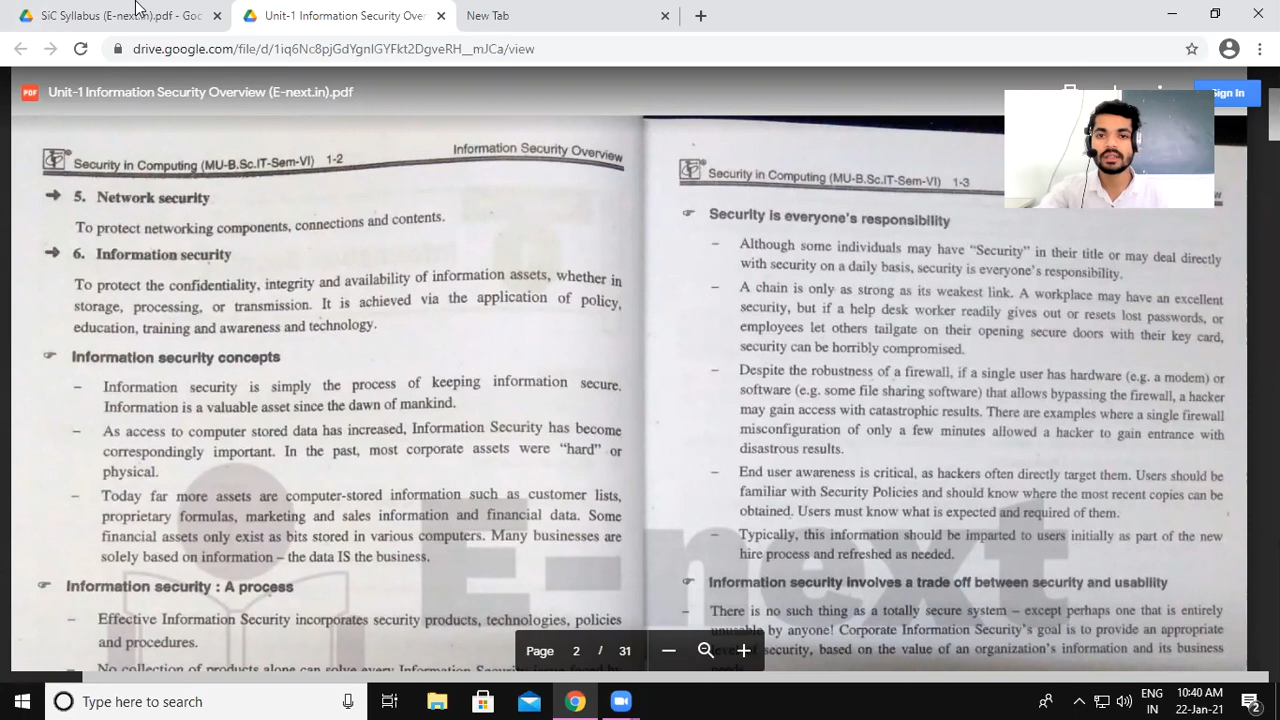 SiC Syllabus (E-next.in).pdf - Goo
Unit-1 Information Security Over
New Tab
drive.google.com/file/d/1iq6Nc8pjGdYgnIGYFkt2DgveRH__mJCa/view
PDF
Unit-1 Information Security Overview (E-next.in).pdf
Sign In
Security in Computing (MU-B.Sc.IT-Sem-VI) 1-2
Information Security Overview
5. Network security
To protect networking components, connections and contents.
6. Information security
To protect the confidentiality, integrity and availability of information assets, whether in
storage, processing, or transmission. It is achieved via the application of policy,
education, training and awareness and technology.
Information security concepts
– Information security is simply the process of keeping information secure.
Information is a valuable asset since the dawn of mankind.
– As access to computer stored data has increased, Information Security has become
correspondingly important. In the past, most corporate assets were “hard” or
physical.
– Today far more assets are computer-stored information such as customer lists,
proprietary formulas, marketing and sales information and financial data. Some
financial assets only exist as bits stored in various computers. Many businesses are
solely based on information – the data IS the business.
Information security : A process
– Effective Information Security incorporates security products, technologies, policies
and procedures.
– No collection of products alone can solve every Information Security issue faced by
Security in Computing (MU-B.Sc.IT-Sem-VI) 1-3
Security is everyone's responsibility
– Although some individuals may have “Security” in their title or may deal directly
with security on a daily basis, security is everyone's responsibility.
– A chain is only as strong as its weakest link. A workplace may have an excellent
security, but if a help desk worker readily gives out or resets lost passwords, or
employees let others tailgate on their opening secure doors with their key card,
security can be horribly compromised.
– Despite the robustness of a firewall, if a single user has hardware (e.g. a modem) or
software (e.g. some file sharing software) that allows bypassing the firewall, a hacker
may gain access with catastrophic results. There are examples where a single firewall
misconfiguration of only a few minutes allowed a hacker to gain entrance with
disastrous results.
– End user awareness is critical, as hackers often directly target them. Users should be
familiar with Security Policies and should know where the most recent copies can be
obtained. Users must know what is expected and required of them.
– Typically, this information should be imparted to users initially as part of the new
hire process and refreshed as needed.
Information security involves a trade off between security and usability
– There is no such thing as a totally secure system – except perhaps one that is entirely
unusable by anyone! Corporate Information Security's goal is to provide an appropriate
level of security, based on the value of an organization's information and its business
E-next
Page 2 / 31
Type here to search
ENG
IN
10:40 AM
22-Jan-21
2